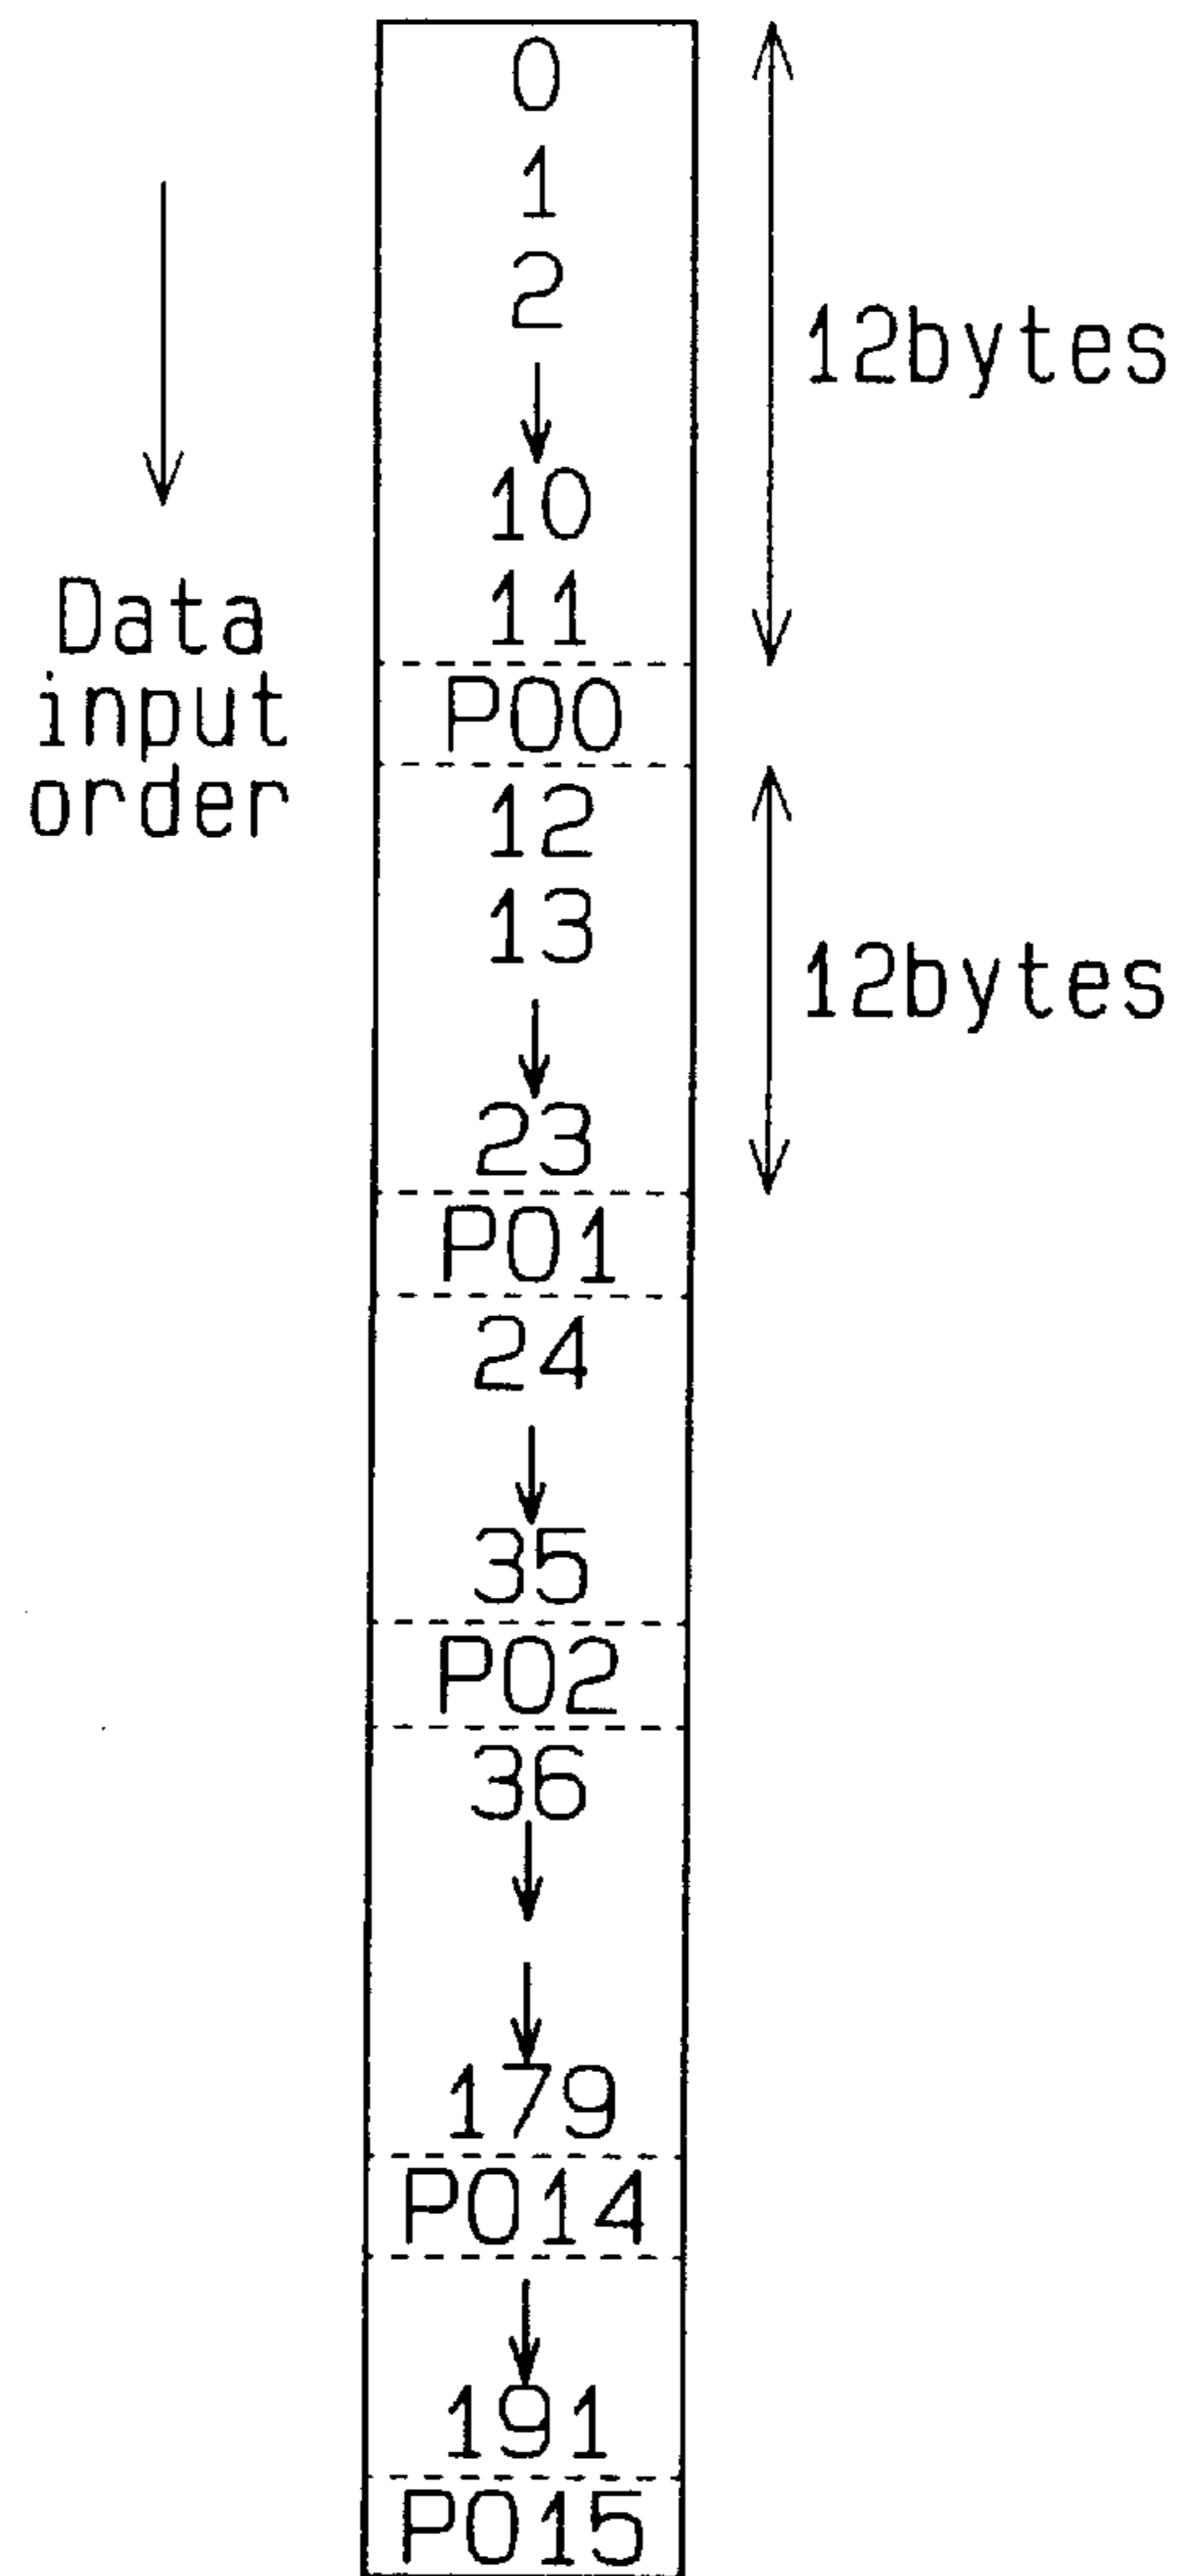 0
1
2
10
11
P00
12
13
23
P01
24
35
P02
36
179
P014
191
P015
12bytes
12bytes
Data
input
order